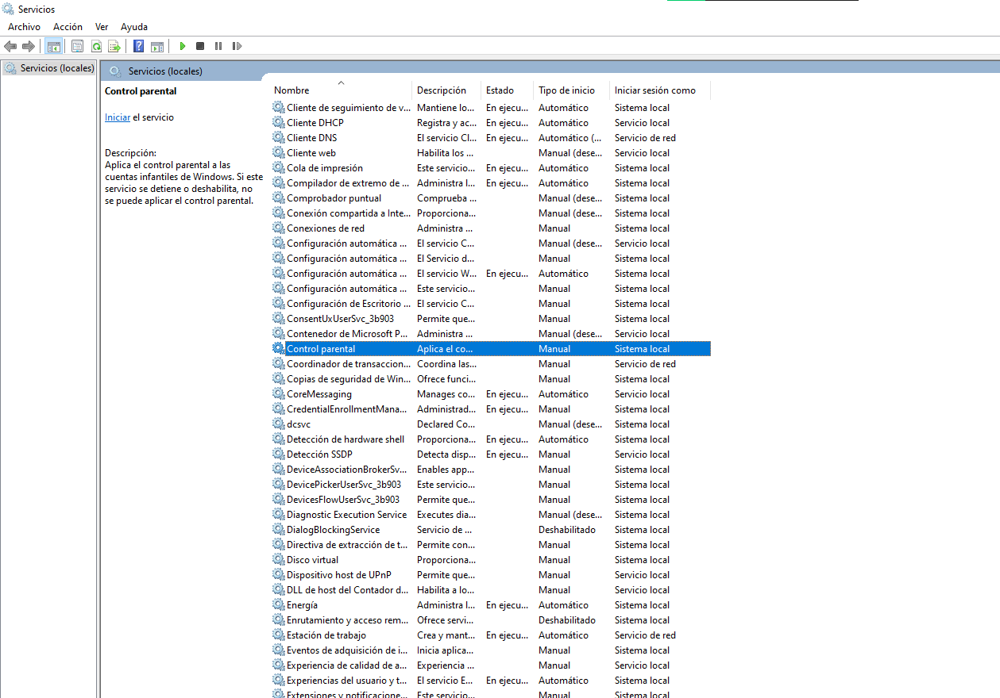 Servicios
Archivo Acción Ver Ayuda
Servicios (locales)
Servicios (locales)
Control parental
Iniciar el servicio
Descripción:
Aplica el control parental a las
cuentas infantiles de Windows. Si este
servicio se detiene o deshabilita, no
se puede aplicar el control parental.
Nombre Descripción Estado Tipo de inicio Iniciar sesión como
Cliente de seguimiento de v... Mantiene lo... En ejecu... Automático Sistema local
Cliente DHCP Registra y ac... En ejecu... Automático Servicio local
Cliente DNS El servicio Cl... En ejecu... Automático (... Servicio de red
Cliente web Habilita los ... Manual (dese... Servicio local
Cola de impresión Este servicio... En ejecu... Automático Sistema local
Compilador de extremo de ... Administra l... En ejecu... Automático Sistema local
Comprobador puntual Comprueba ... Manual (dese... Sistema local
Conexión compartida a Inte... Proporciona... Manual (dese... Sistema local
Conexiones de red Administra ... Manual Sistema local
Configuración automática ... El servicio C... Manual (dese... Servicio local
Configuración automática ... El Servicio d... Manual Sistema local
Configuración automática ... El servicio W... En ejecu... Automático Sistema local
Configuración automática ... Este servicio... Manual Sistema local
Configuración de Escritorio ... El servicio C... Manual Sistema local
ConsentUxUserSvc_3b903 Permite que... Manual Sistema local
Contenedor de Microsoft P... Administra ... Manual (dese... Servicio local
Control parental Aplica el co... Manual Sistema local
Coordinador de transaccion... Coordina las... Manual Servicio de red
Copias de seguridad de Win... Ofrece funci... Manual Sistema local
CoreMessaging Manages co... En ejecu... Automático Servicio local
CredentialEnrollmentMana... Administrad... En ejecu... Manual Sistema local
dcsvc Declared Co... Manual (dese... Sistema local
Detección de hardware shell Proporciona... En ejecu... Automático Sistema local
Detección SSDP Detecta disp... En ejecu... Manual Servicio local
DeviceAssociationBrokerSv... Enables app... Manual Sistema local
DevicePickerUserSvc_3b903 Este servicio... Manual Sistema local
DevicesFlowUserSvc_3b903 Permite que... Manual Sistema local
Diagnostic Execution Service Executes dia... Manual (dese... Sistema local
DialogBlockingService Servicio de ... Deshabilitado Sistema local
Directiva de extracción de t... Permite con... Manual Sistema local
Disco virtual Proporciona... Manual Sistema local
Dispositivo host de UPnP Permite que... Manual Servicio local
DLL de host del Contador d... Habilita a lo... Manual Servicio local
Energía Administra l... En ejecu... Automático Sistema local
Enrutamiento y acceso rem... Ofrece servi... Deshabilitado Sistema local
Estación de trabajo Crea y mant... En ejecu... Automático Servicio de red
Eventos de adquisición de i... Inicia aplica... Manual Sistema local
Experiencia de calidad de a... Experiencia ... Manual Servicio local
Experiencias del usuario y t... El servicio E... En ejecu... Automático Sistema local
Extensiones y notificacione... Este servicio... Manual Sistema local